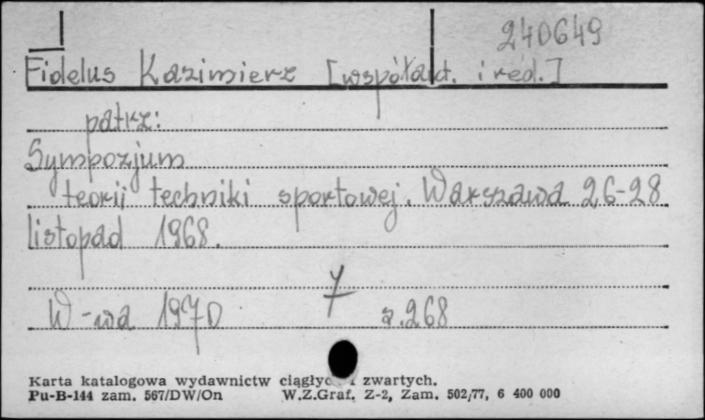 240649
Fidelus Kazimierz [współaut. i red.]
patrz:
Sympozjum
teorii techniki sportowej. Warszawa 26-28
listopad 1968.
W-wa 1970 s.268
Karta katalogowa wydawnictw ciągłych i zwartych.
Pu-B-144 zam. 567/DW/On W.Z.Graf. Z-2, Zam. 502/77, 6 400 000